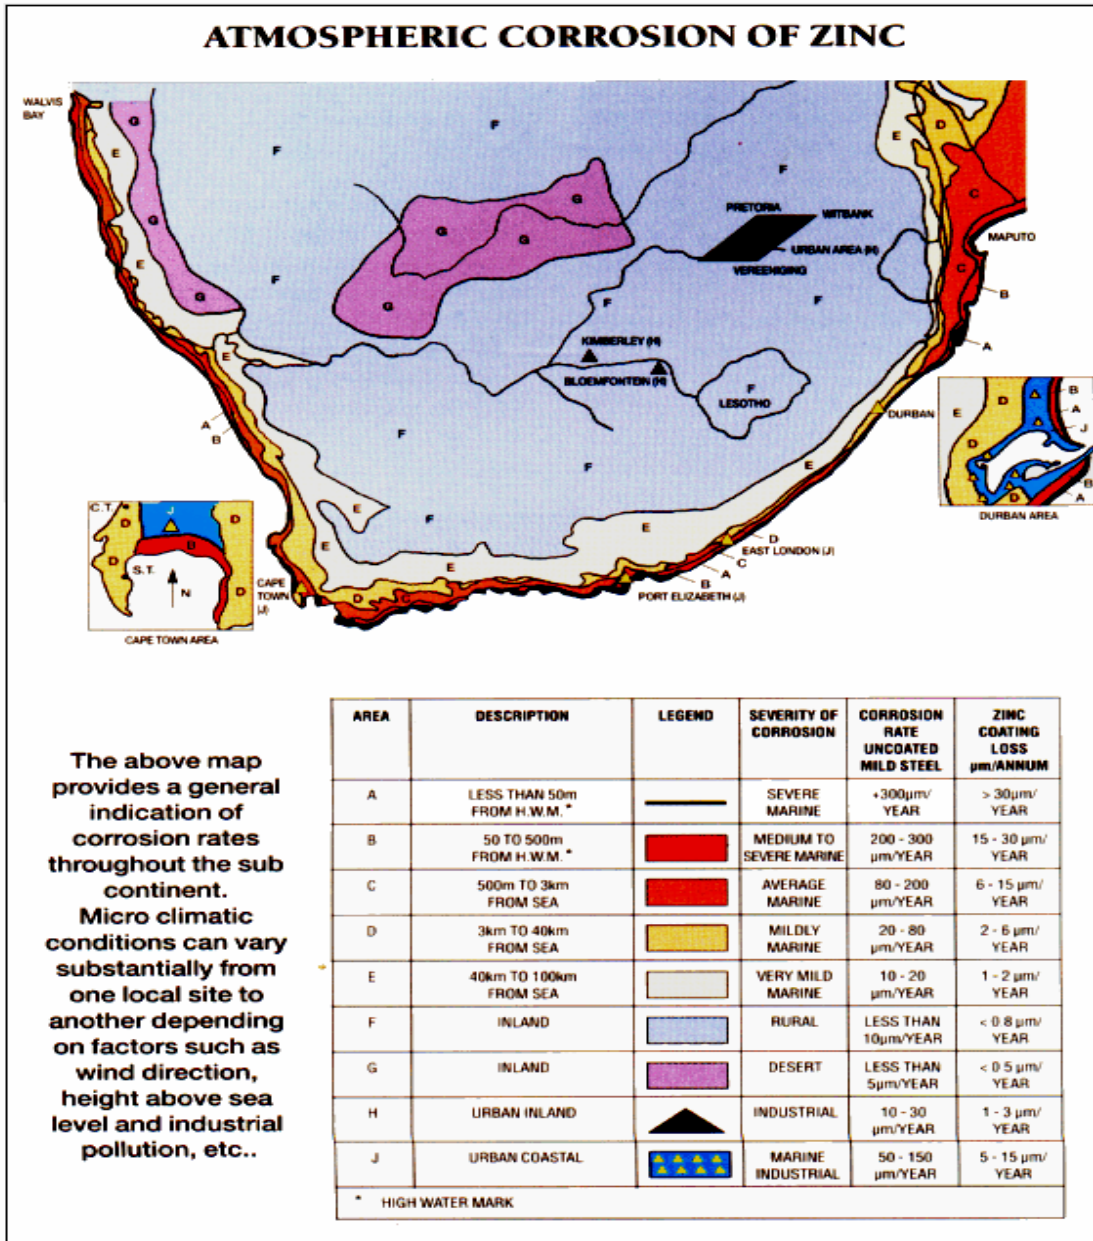 ATMOSPHERIC CORROSION OF ZINC
WALVIS
BAY
G
E
F
F
F
E
D
C
G
E
G
F
G
G
G
G
PRETORIA
WITBANK
URBAN AREA (H)
VEREENIGING
MAPUTO
C
B
F
F
A
E
KIMBERLEY (H)
BLOEMFONTEIN (H)
F
LESOTHO
DURBAN
A
B
F
F
E
D
B
A
J
B
A
DURBAN AREA
E
F
E
E
E
E
D
EAST LONDON (J)
C
A
B
PORT ELIZABETH (J)
D
C
CAPE
TOWN
(J)
C.T.
D
J
D
B
D
S.T.
N
D
CAPE TOWN AREA
The above map
provides a general
indication of
corrosion rates
throughout the sub
continent.
Micro climatic
conditions can vary
substantially from
one local site to
another depending
on factors such as
wind direction,
height above sea
level and industrial
pollution, etc..
AREA DESCRIPTION LEGEND SEVERITY OF CORROSION CORROSION RATE UNCOATED MILD STEEL ZINC COATING LOSS µm/ANNUM
A LESS THAN 50m FROM H.W.M.* SEVERE MARINE +300µm/ YEAR > 30µm/ YEAR
B 50 TO 500m FROM H.W.M.* MEDIUM TO SEVERE MARINE 200 - 300 µm/YEAR 15 - 30 µm/ YEAR
C 500m TO 3km FROM SEA AVERAGE MARINE 80 - 200 µm/YEAR 6 - 15 µm/ YEAR
D 3km TO 40km FROM SEA MILDLY MARINE 20 - 80 µm/YEAR 2 - 6 µm/ YEAR
E 40km TO 100km FROM SEA VERY MILD MARINE 10 - 20 µm/YEAR 1 - 2 µm/ YEAR
F INLAND RURAL LESS THAN 10µm/YEAR < 0.8 µm/ YEAR
G INLAND DESERT LESS THAN 5µm/YEAR < 0.5 µm/ YEAR
H URBAN INLAND INDUSTRIAL 10 - 30 µm/YEAR 1 - 3 µm/ YEAR
J URBAN COASTAL MARINE INDUSTRIAL 50 - 150 µm/YEAR 5 - 15 µm/ YEAR
* HIGH WATER MARK